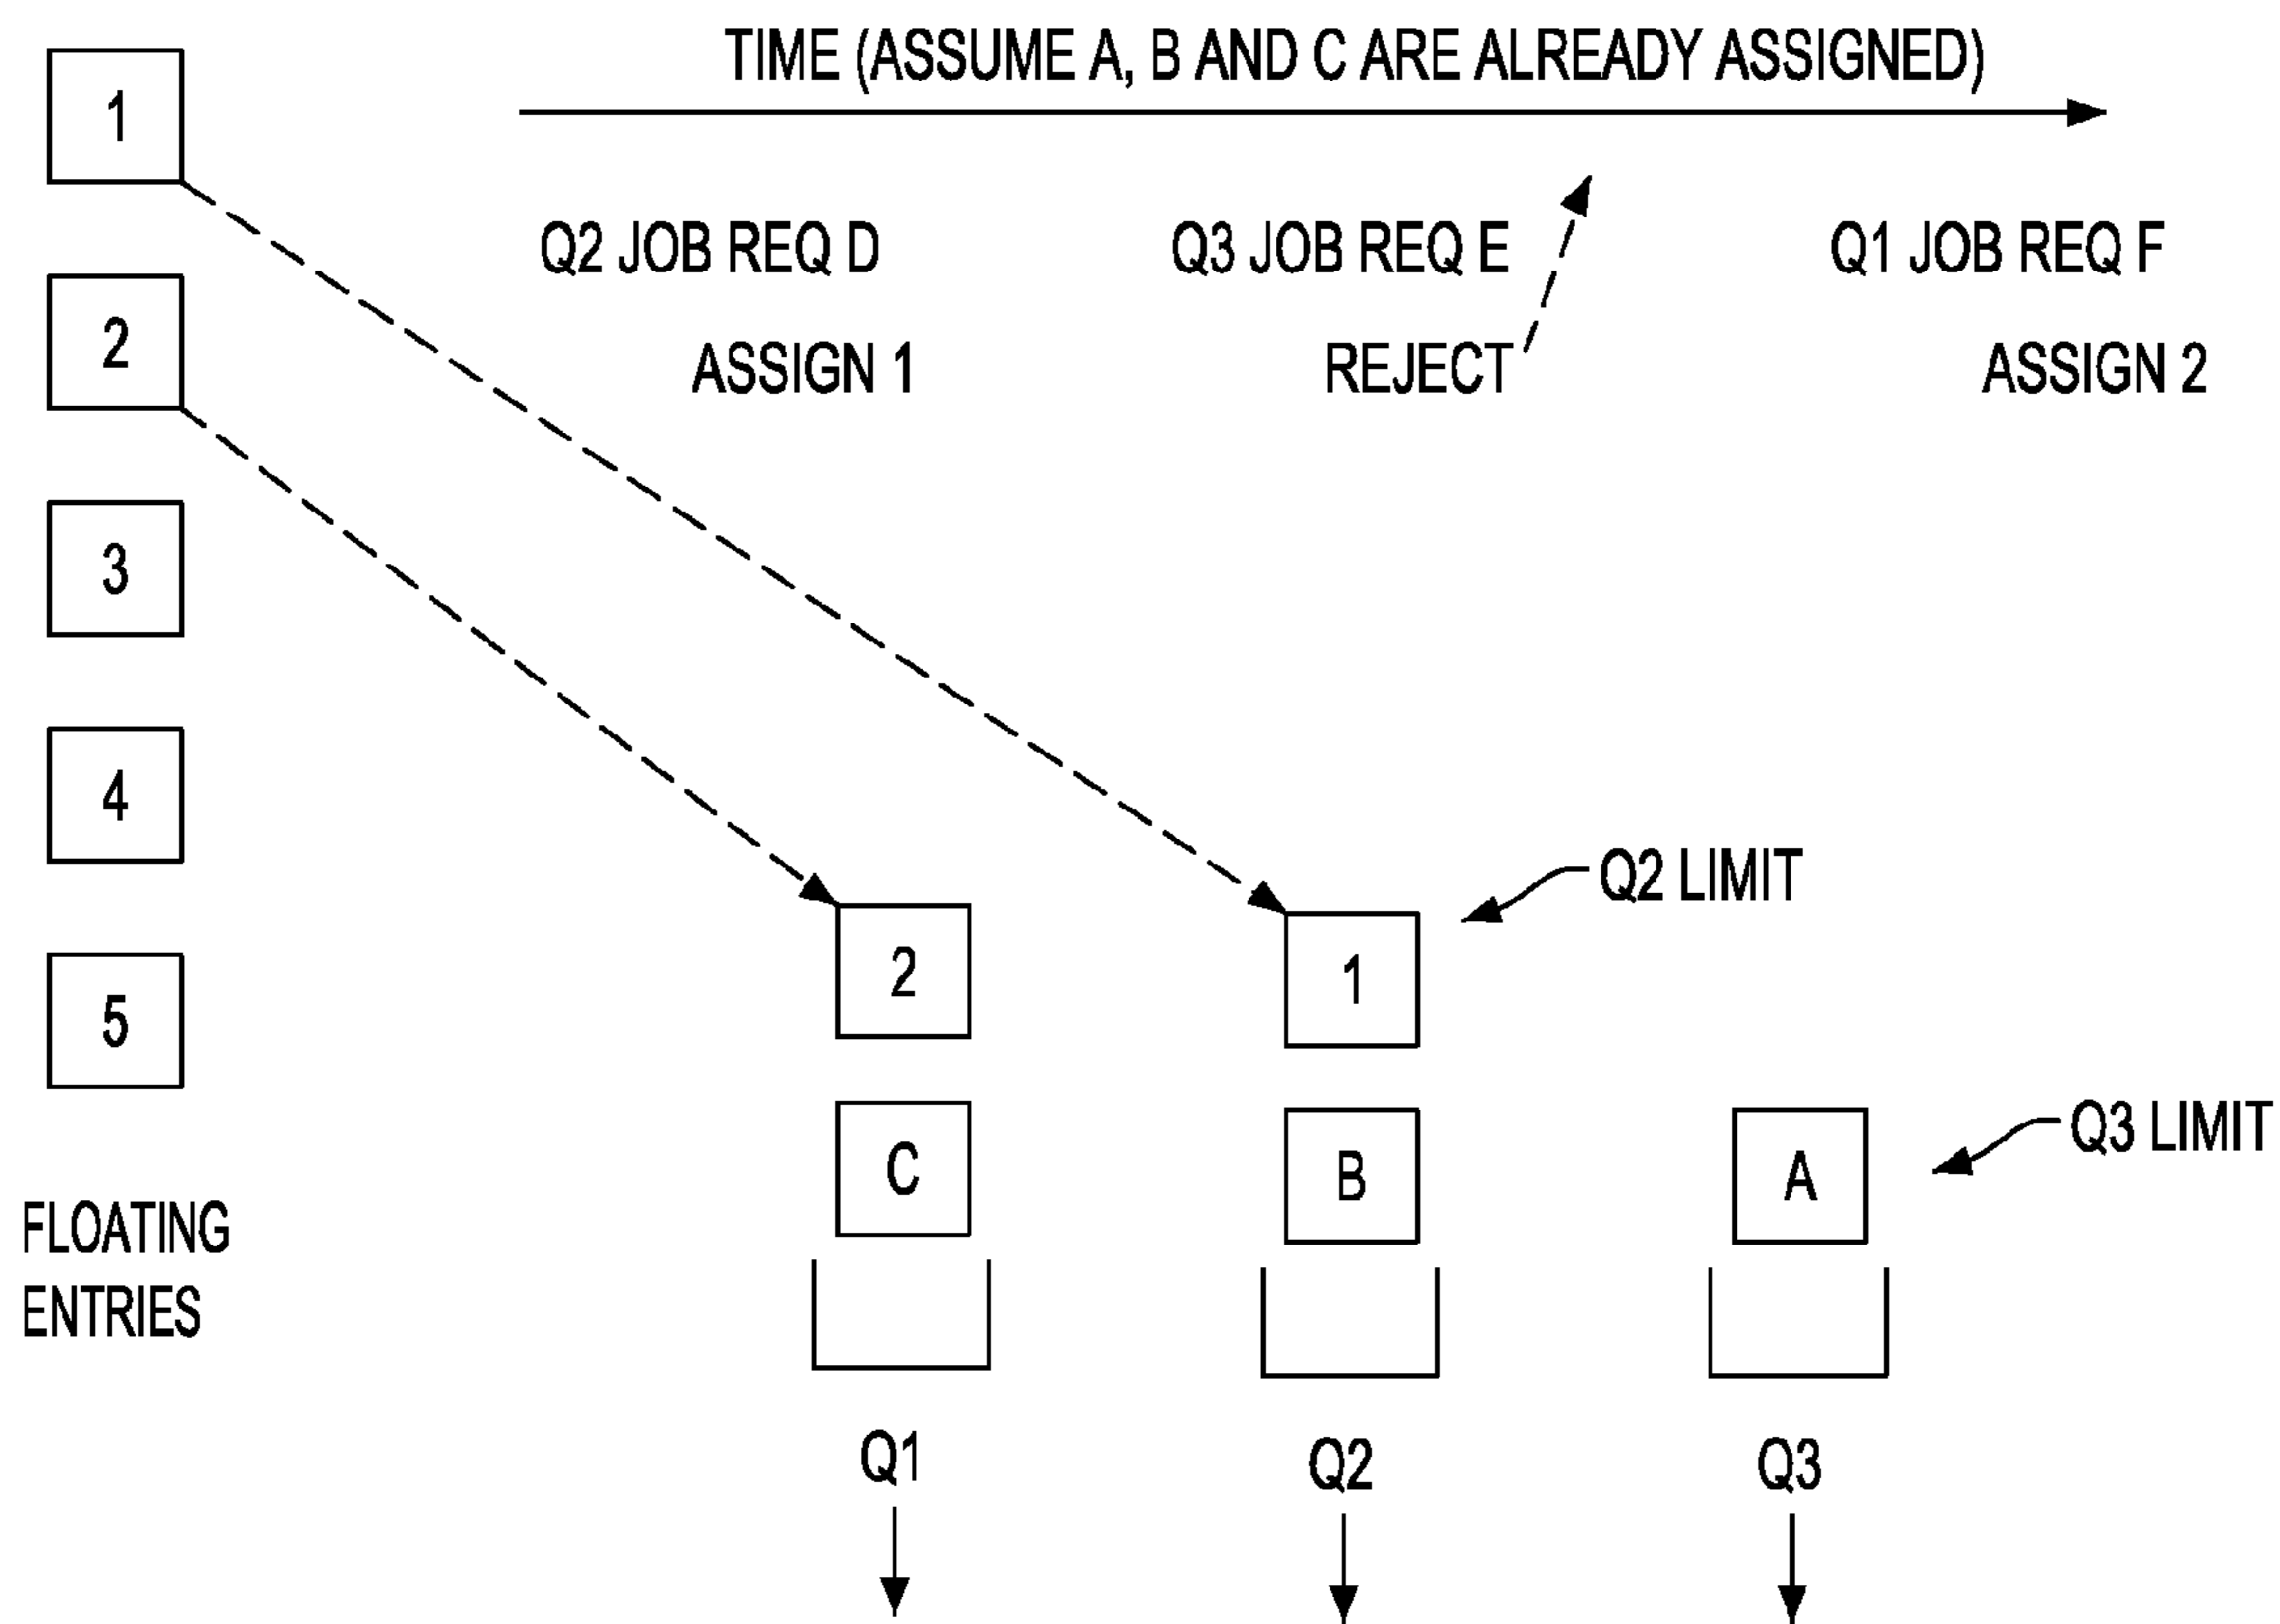 TIME (ASSUME A, B AND C ARE ALREADY ASSIGNED)
1
Q2 JOB REQ D
Q3 JOB REQ E
Q1 JOB REQ F
2
ASSIGN 1
REJECT
ASSIGN 2
3
4
Q2 LIMIT
5
2
1
Q3 LIMIT
C
B
A
FLOATING
ENTRIES
Q1
Q2
Q3